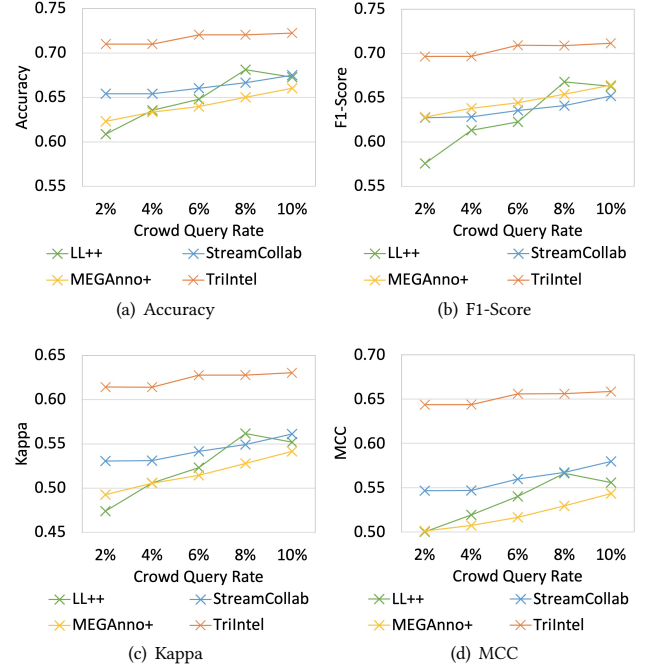 0.75
0.70
0.65
0.60
0.55
Accuracy
2% 4% 6% 8% 10%
Crowd Query Rate
LL++ StreamCollab
MEGAnno+ TriIntel
(a) Accuracy
0.75
0.70
0.65
0.60
0.55
F1-Score
2% 4% 6% 8% 10%
Crowd Query Rate
LL++ StreamCollab
MEGAnno+ TriIntel
(b) F1-Score
0.65
0.60
0.55
0.50
0.45
Kappa
2% 4% 6% 8% 10%
Crowd Query Rate
LL++ StreamCollab
MEGAnno+ TriIntel
(c) Kappa
0.70
0.65
0.60
0.55
0.50
MCC
2% 4% 6% 8% 10%
Crowd Query Rate
LL++ StreamCollab
MEGAnno+ TriIntel
(d) MCC